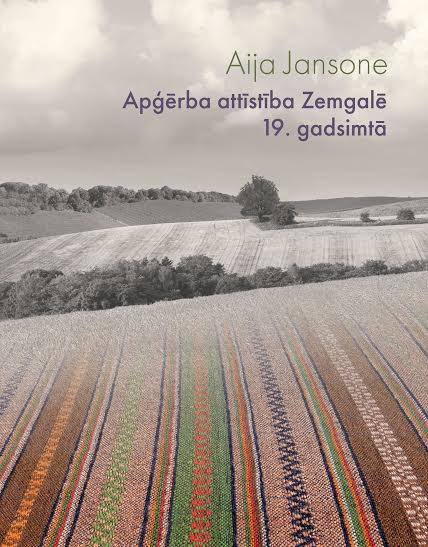 Aija Jansone
Apģērba attīstība Zemgalē
19. gadsimtā